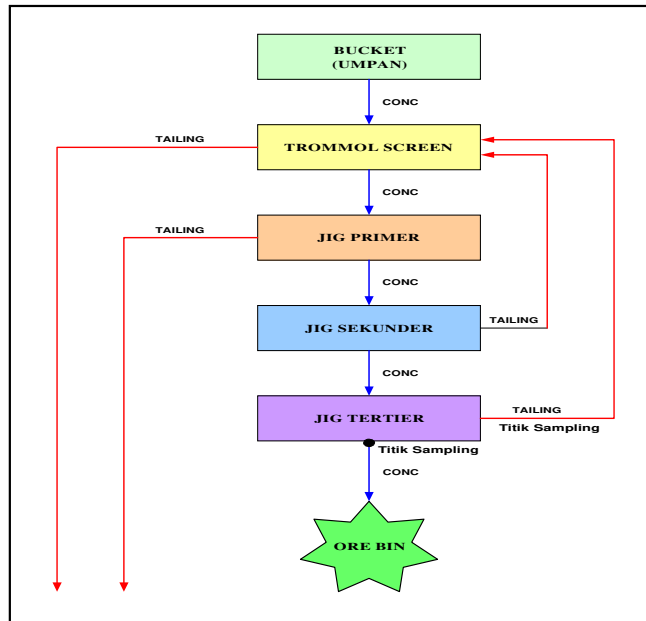 BUCKET
(UMPAN)
CONC
TAILING
TROMMOL SCREEN
CONC
TAILING
JIG PRIMER
CONC
JIG SEKUNDER
TAILING
CONC
JIG TERTIER
TAILING
Titik Sampling
Titik Sampling
CONC
ORE BIN